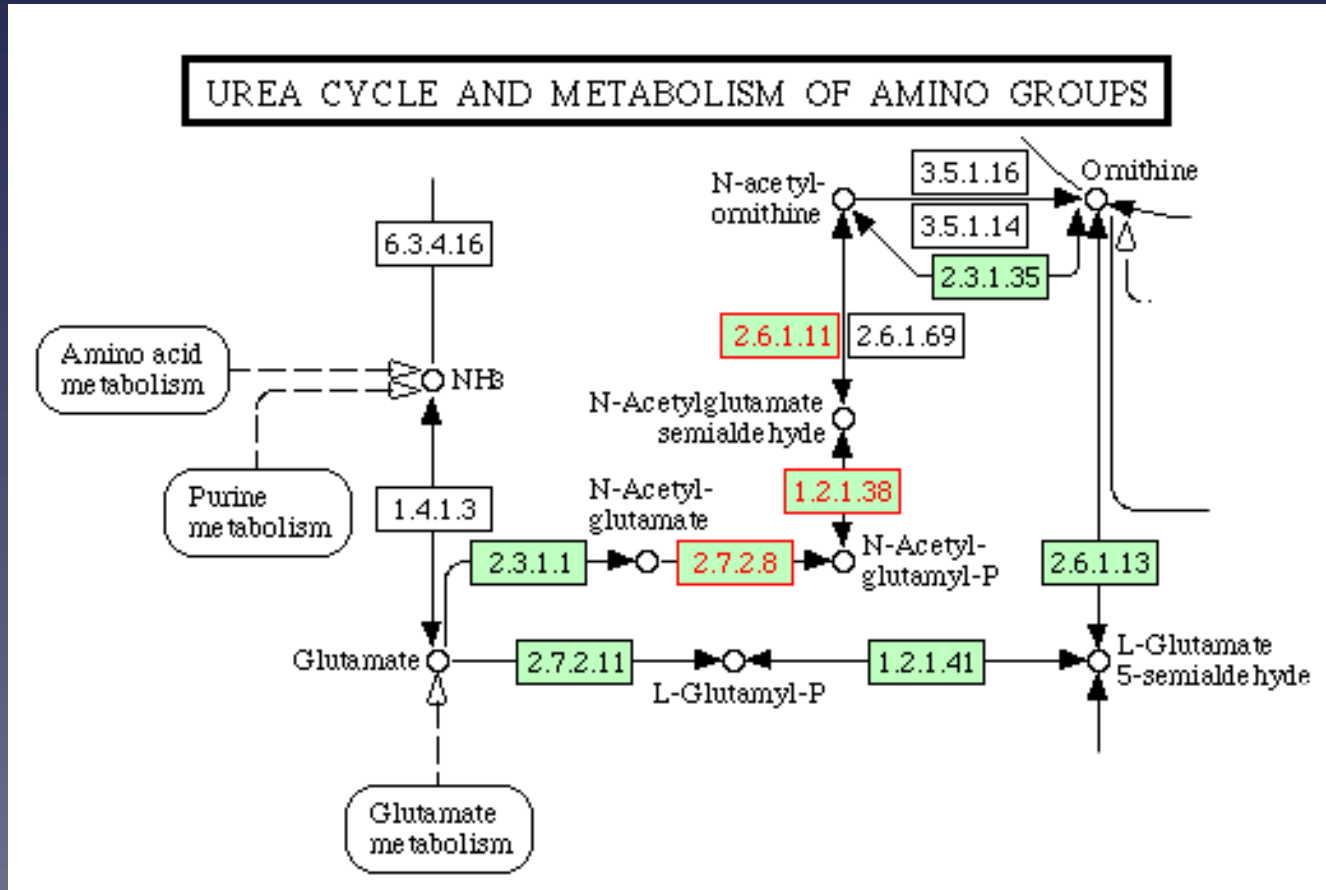 UREA CYCLE AND METABOLISM OF AMINO GROUPS
3.5.1.16
Ornithine
N-acetyl-
ornithine
3.5.1.14
6.3.4.16
2.3.1.35
2.6.1.11
2.6.1.69
Amino acid
metabolism
NH3
N-Acetylglutamate
semialdehyde
Purine
metabolism
1.4.1.3
N-Acetyl-
glutamate
1.2.1.38
2.3.1.1
2.7.2.8
N-Acetyl-
glutamyl-P
2.6.1.13
Glutamate
2.7.2.11
L-Glutamyl-P
1.2.1.41
L-Glutamate
5-semialdehyde
Glutamate
metabolism